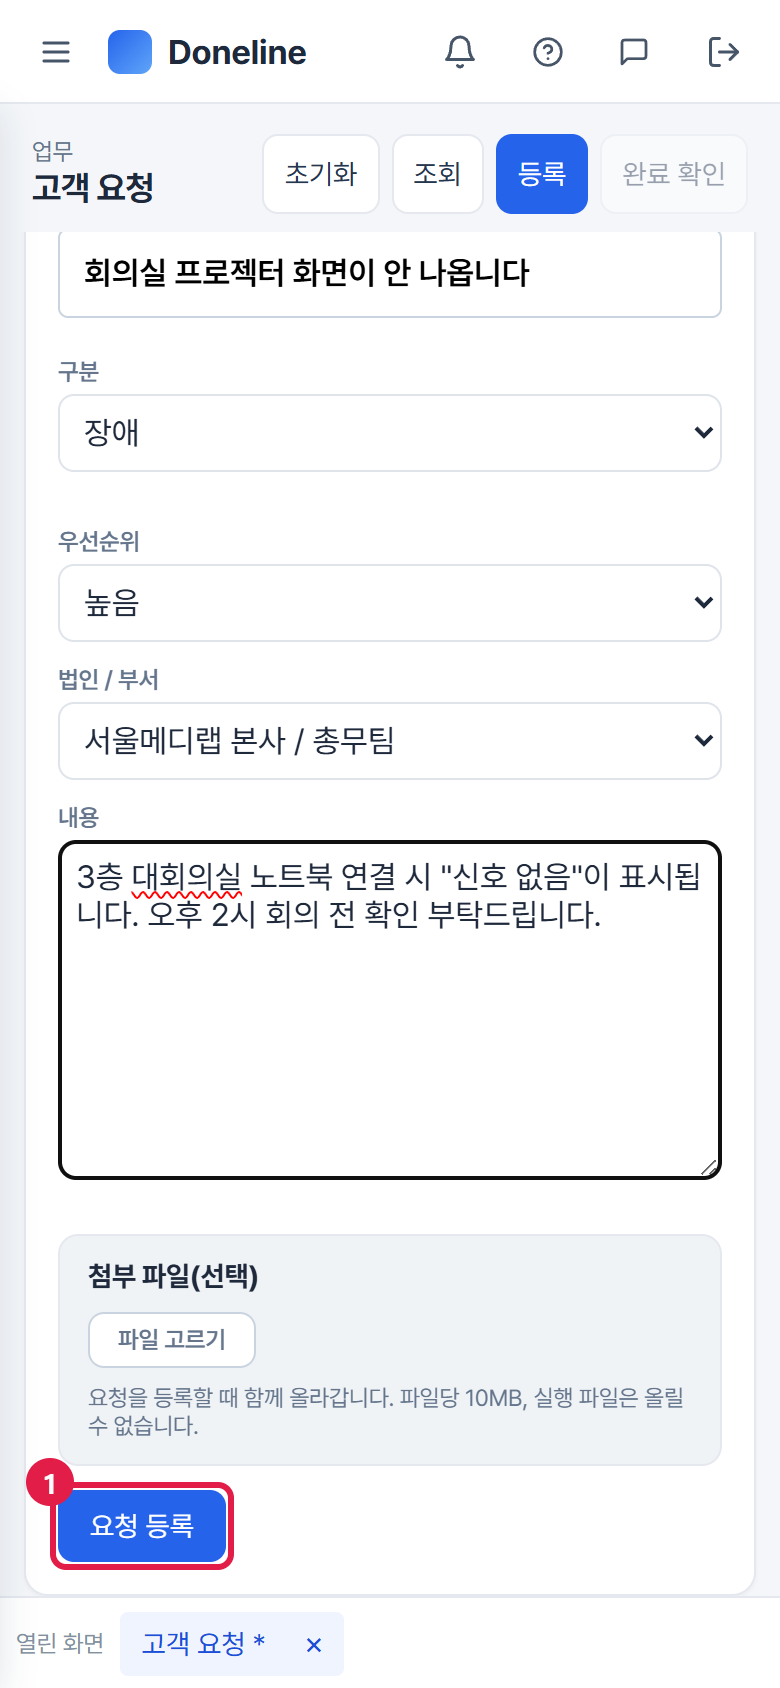 Doneline
업무
고객 요청
초기화
조회
등록
완료 확인
회의실 프로젝터 화면이 안 나옵니다
구분
장애
우선순위
높음
법인 / 부서
서울메디랩 본사 / 총무팀
내용
3층 대회의실 노트북 연결 시 "신호 없음"이 표시됩
니다. 오후 2시 회의 전 확인 부탁드립니다.
첨부 파일(선택)
파일 고르기
요청을 등록할 때 함께 올라갑니다. 파일당 10MB, 실행 파일은 올릴
수 없습니다.
1
요청 등록
열린 화면
고객 요청 *
×